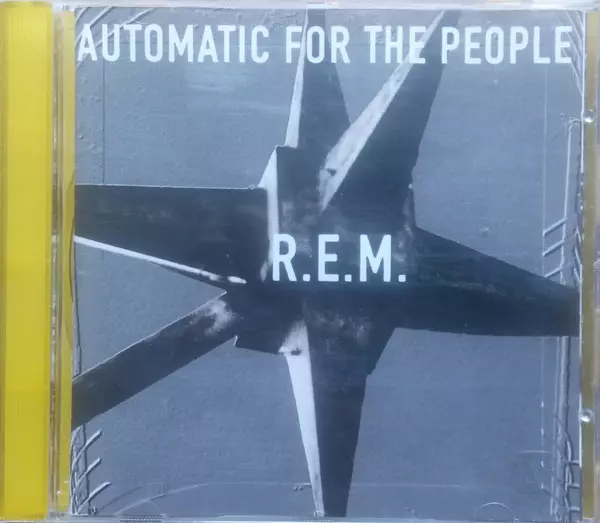 AUTOMATIC FOR THE PEOPLE
R.E.M.